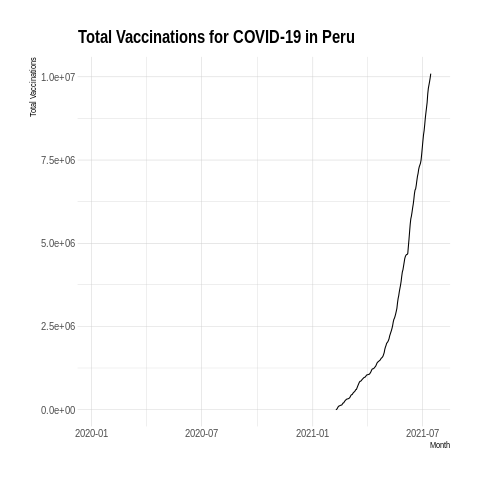 Total Vaccinations for COVID-19 in Peru
Total Vaccinations
1.0e+07
7.5e+06
5.0e+06
2.5e+06
0.0e+00
2020-01 2020-07 2021-01 2021-07
Month